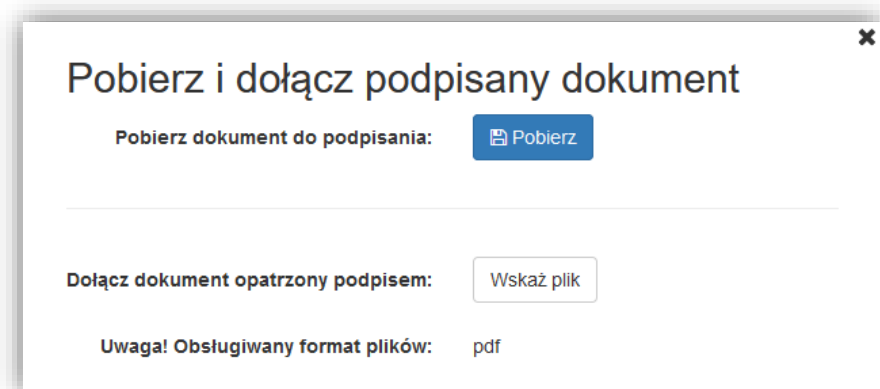 Pobierz i dołącz podpisany dokument
Pobierz dokument do podpisania: Pobierz
Dołącz dokument opatrzony podpisem: Wskaż plik
Uwaga! Obsługiwany format plików: pdf